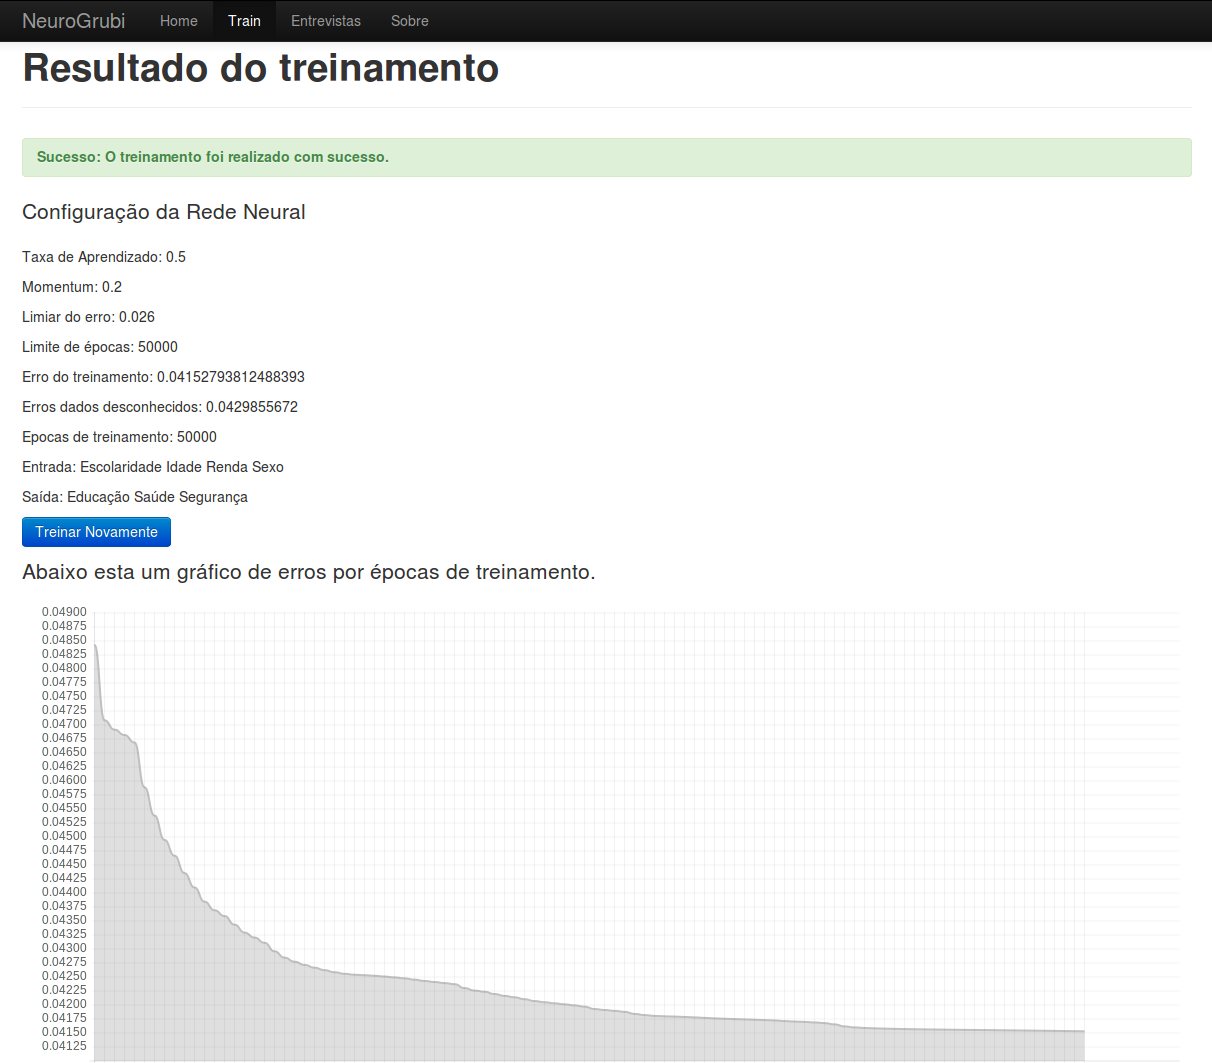 NeuroGrubi Home Train Entrevistas Sobre
Resultado do treinamento
Sucesso: O treinamento foi realizado com sucesso.
Configuração da Rede Neural
Taxa de Aprendizado: 0.5
Momentum: 0.2
Limiar do erro: 0.026
Limite de épocas: 50000
Erro do treinamento: 0.04152793812488393
Erros dados desconhecidos: 0.0429855672
Epocas de treinamento: 50000
Entrada: Escolaridade Idade Renda Sexo
Saída: Educação Saúde Segurança
Treinar Novamente
Abaixo esta um gráfico de erros por épocas de treinamento.
0.04900
0.04875
0.04850
0.04825
0.04800
0.04775
0.04750
0.04725
0.04700
0.04675
0.04650
0.04625
0.04600
0.04575
0.04550
0.04525
0.04500
0.04475
0.04450
0.04425
0.04400
0.04375
0.04350
0.04325
0.04300
0.04275
0.04250
0.04225
0.04200
0.04175
0.04150
0.04125